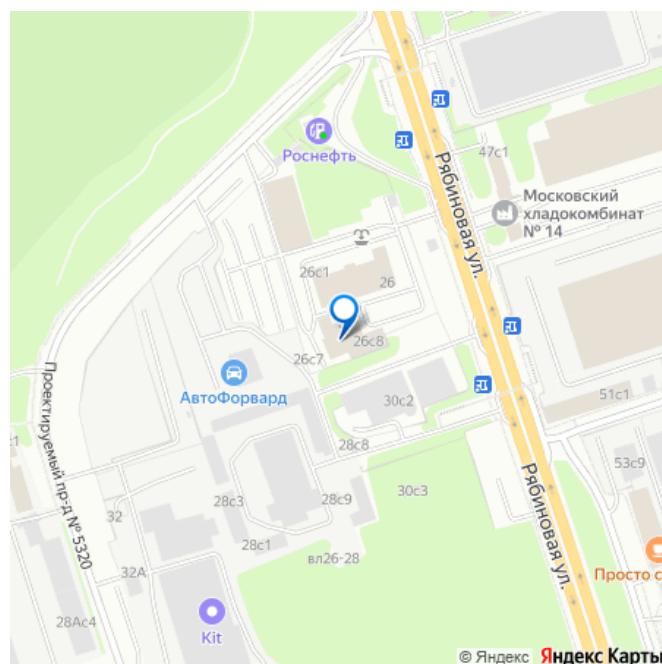 Роснефть
Рябиновая ул.
47с1
Московский
хладокомбинат
№ 14
26с1
26
26с8
26с7
АвтоФорвард
30с2
51с1
Проектируемый пр-д № 5320
с1
28с8
53с9
28с3
28с9
30с3
32
28с1
вл26-28
Рябиновая ул.
32А
Просто с
28Ас4
Kit
© Яндекс Яндекс Карты